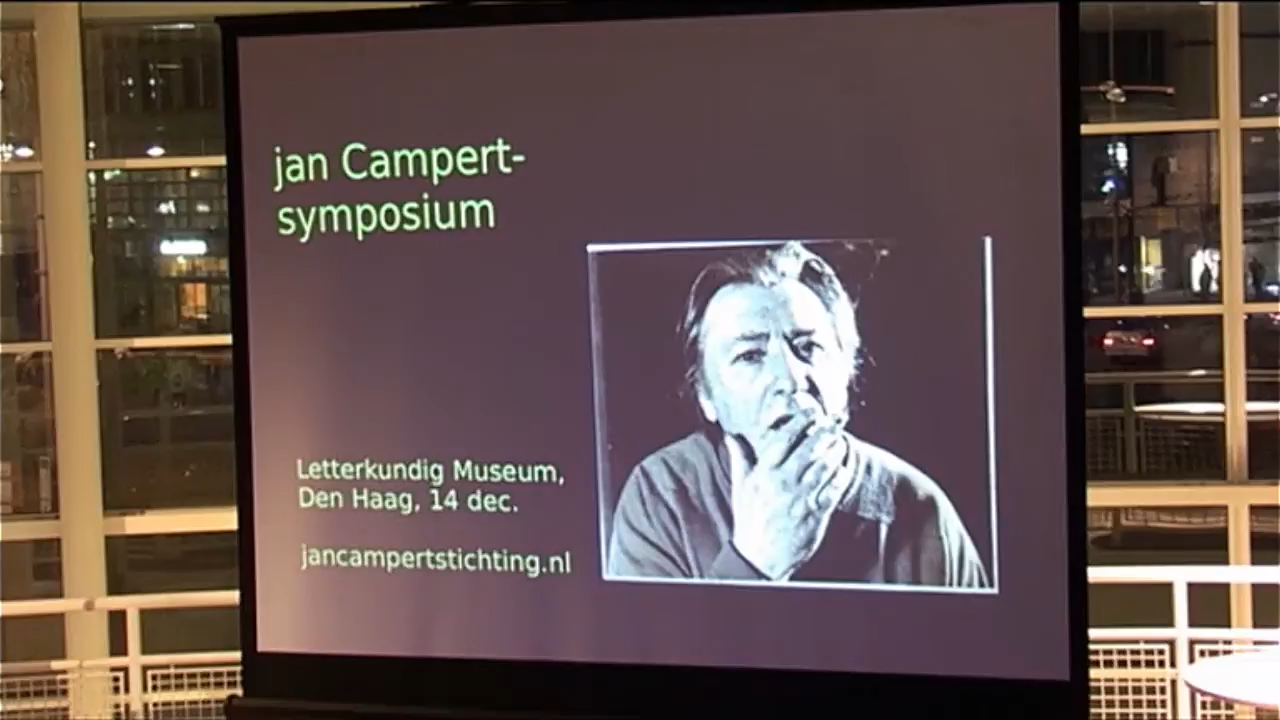 jan Campert-
symposium
Letterkundig Museum,
Den Haag, 14 dec.
jancampertstichting.nl